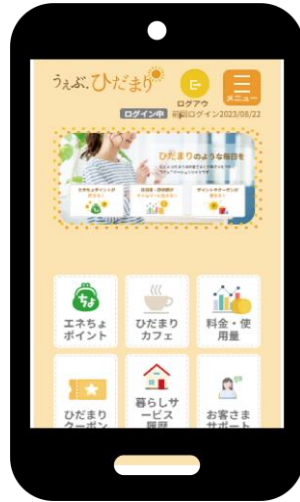 うぇぶ.ひだまり
ログアウ
メニュー
ログイン中 前回ログイン2023/08/22
ひだまりのような毎日を
ちょ
エネちょ
ポイント
ひだまり
カフェ
料金・使
用量
ひだまり
クーポン
暮らしサ
ービス
履歴
お客さま
サポート